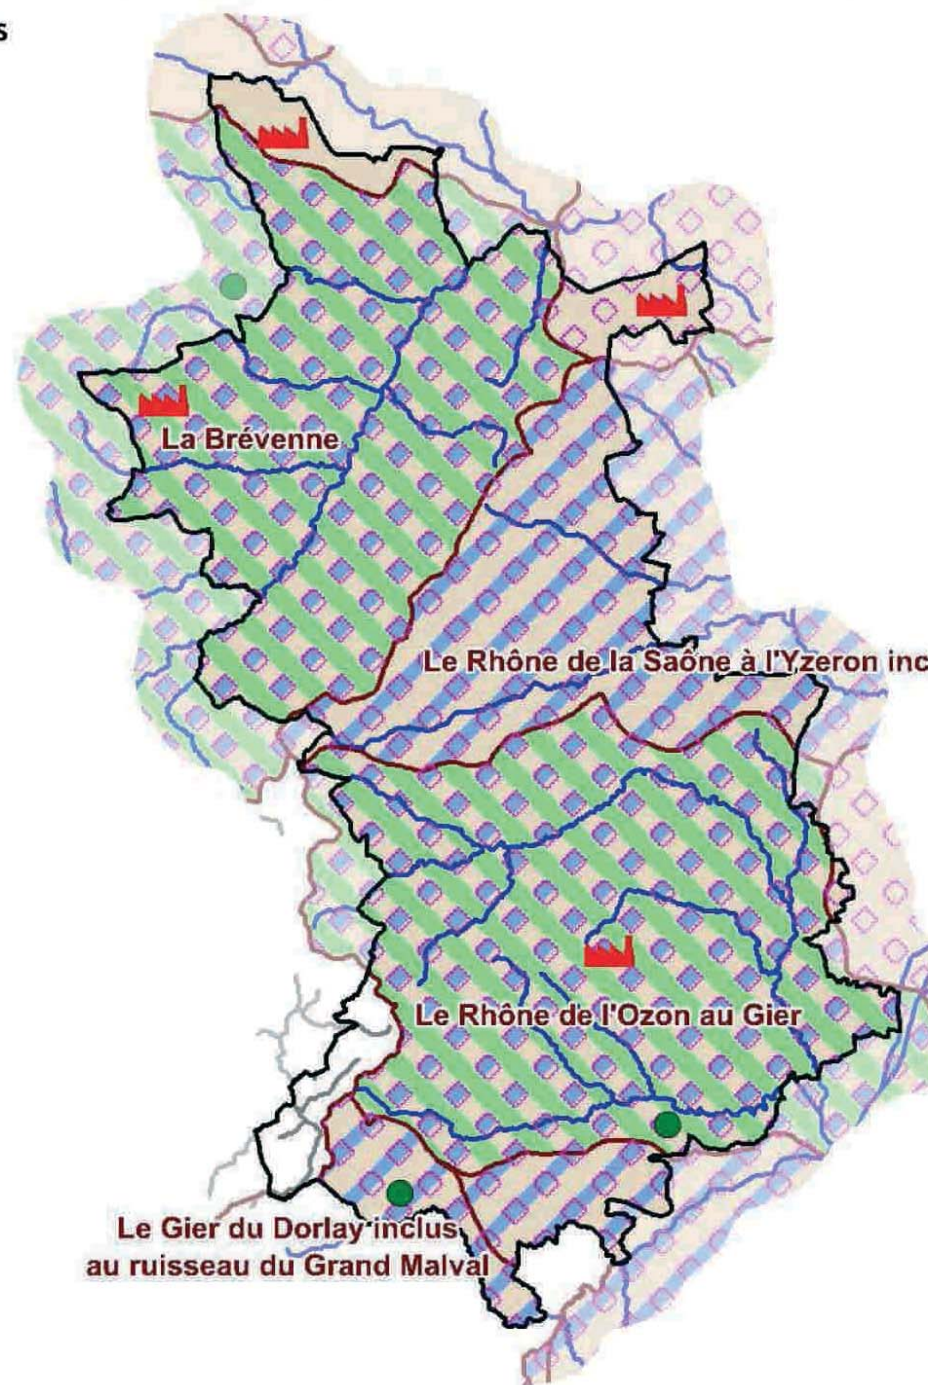 s
La Brévenne
Le Rhône de la Saône à l'Yzeron inc
Le Rhône de l'Ozon au Gier
Le Gier du Dorlay inclus
au ruisseau du Grand Malval